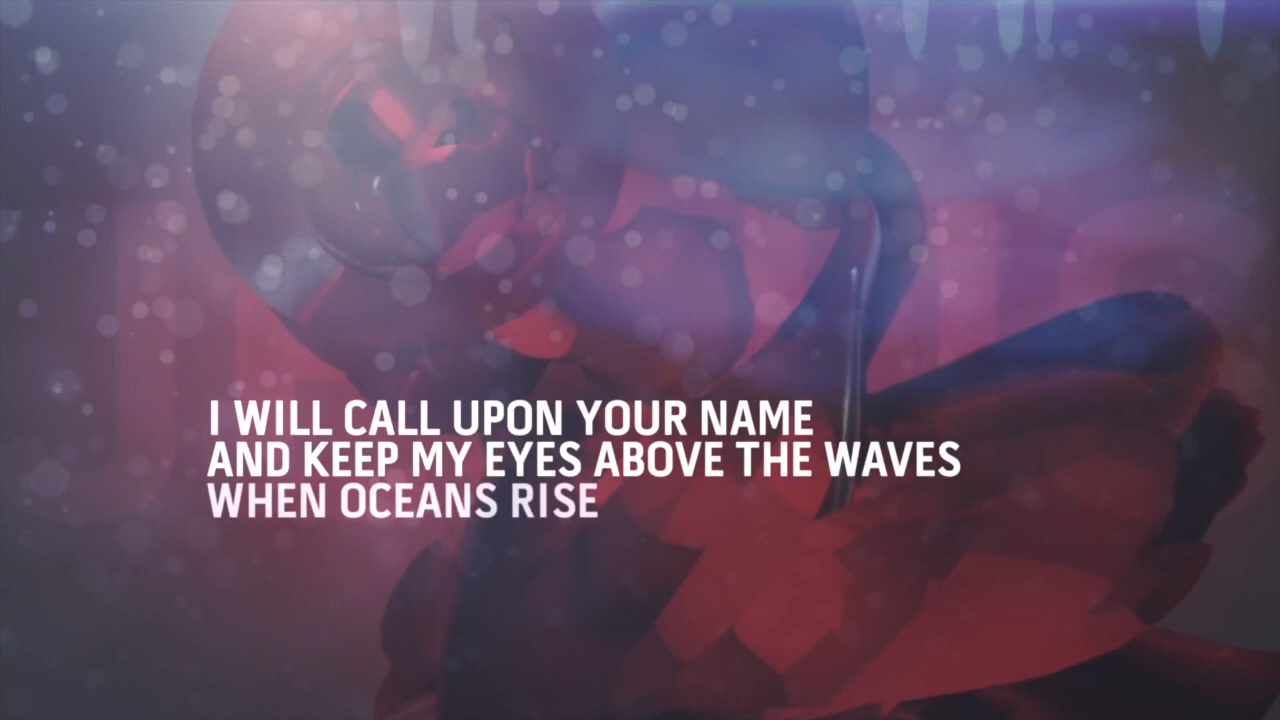 I WILL CALL UPON YOUR NAME
AND KEEP MY EYES ABOVE THE WAVES
WHEN OCEANS RISE